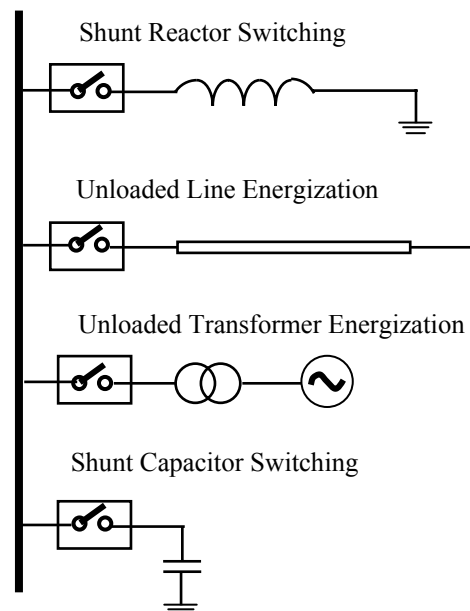 Shunt Reactor Switching
Unloaded Line Energization
Unloaded Transformer Energization
Shunt Capacitor Switching